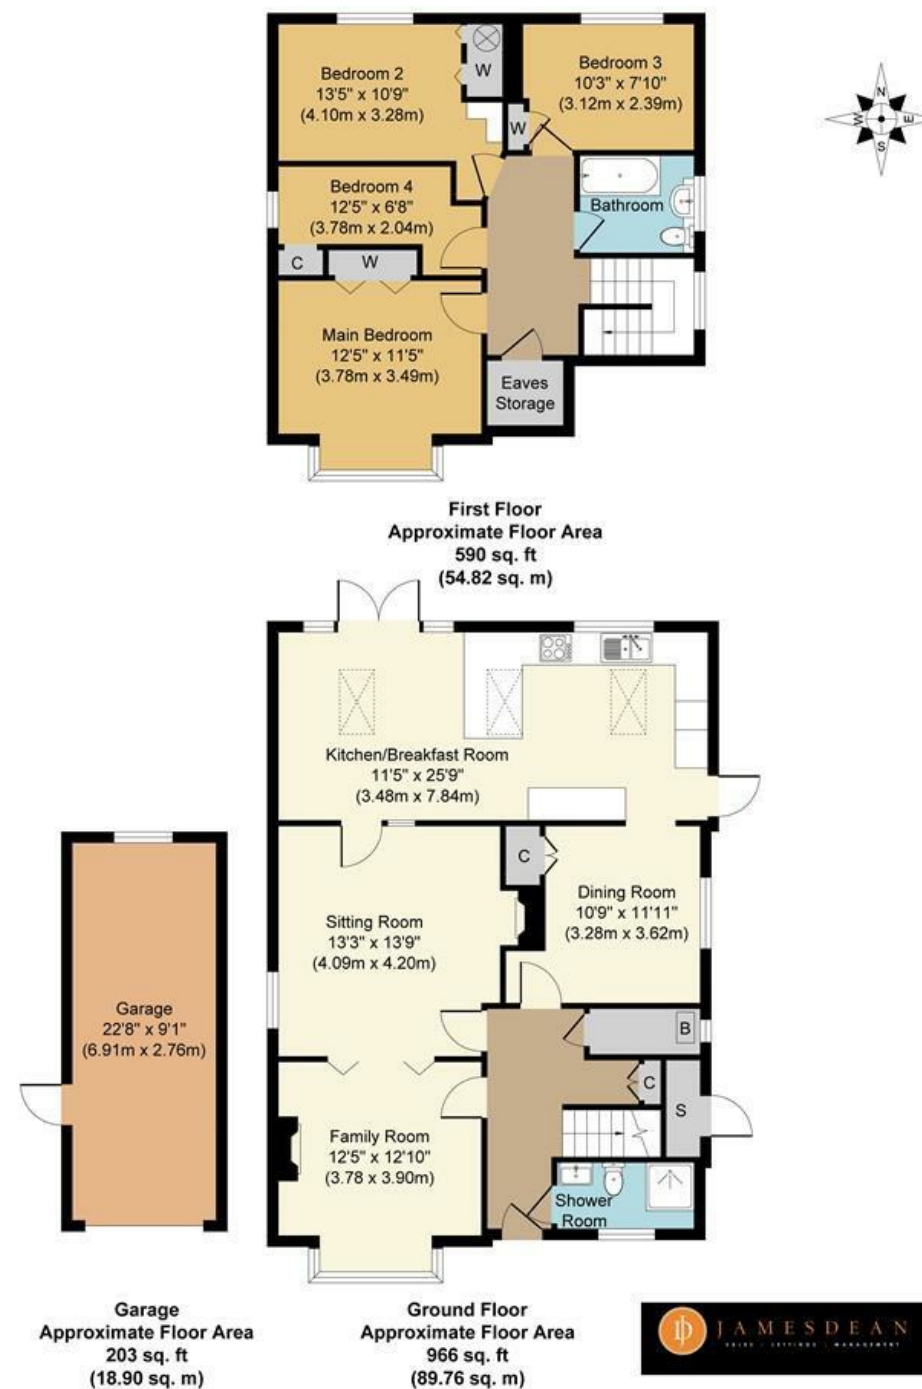 Bedroom 2
13'5" x 10'9"
(4.10m x 3.28m)
W
Bedroom 3
10'3" x 7'10"
(3.12m x 2.39m)
W
N
W
E
S
Bedroom 4
12'5" x 6'8"
(3.78m x 2.04m)
Bathroom
C
W
Main Bedroom
12'5" x 11'5"
(3.78m x 3.49m)
Eaves
Storage
First Floor
Approximate Floor Area
590 sq. ft
(54.82 sq. m)
Kitchen/Breakfast Room
11'5" x 25'9"
(3.48m x 7.84m)
C
Dining Room
10'9" x 11'11"
(3.28m x 3.62m)
Sitting Room
13'3" x 13'9"
(4.09m x 4.20m)
Garage
22'8" x 9'1"
(6.91m x 2.76m)
B
C
S
Family Room
12'5" x 12'10"
(3.78 x 3.90m)
Shower
Room
Garage
Approximate Floor Area
203 sq. ft
(18.90 sq. m)
Ground Floor
Approximate Floor Area
966 sq. ft
(89.76 sq. m)
JAMESDEAN
SALES · LETTINGS · MANAGEMENT